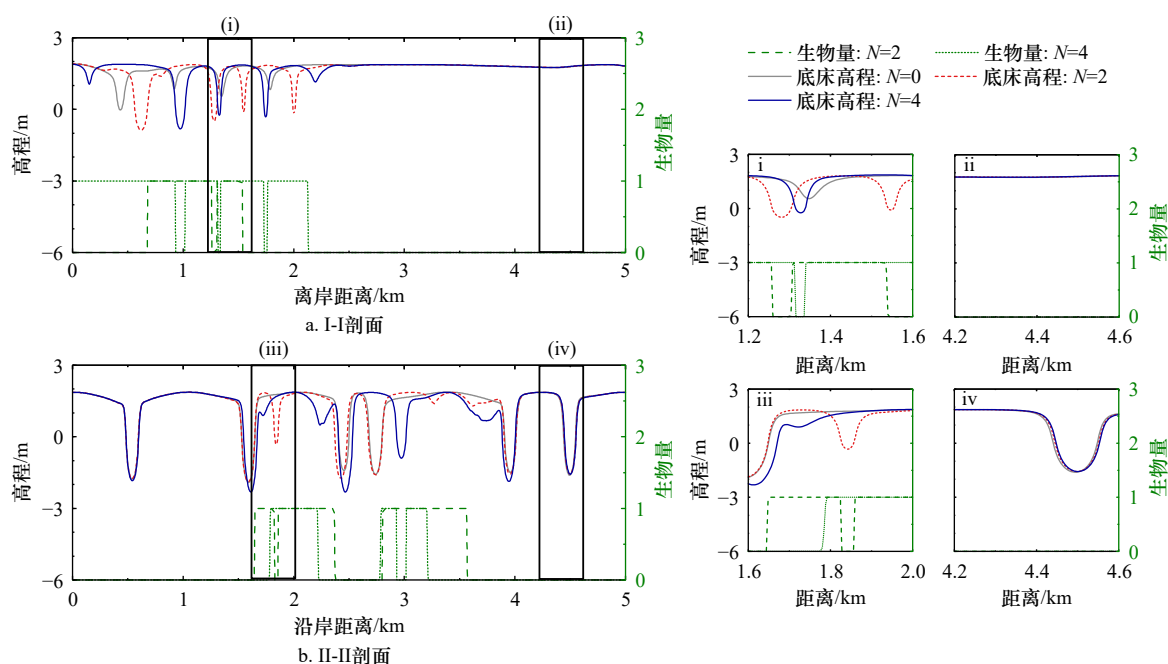 (i)
(ii)
3
0
−3
−6
高程/m
3
2
1
0
生物量
0
1
2
3
4
5
离岸距离/km
a. I-I剖面
(iii)
(iv)
3
0
−3
−6
高程/m
3
2
1
0
生物量
0
1
2
3
4
5
沿岸距离/km
b. II-II剖面
生物量: N=2
生物量: N=4
底床高程: N=0
底床高程: N=2
底床高程: N=4
i
3
0
−3
−6
高程/m
1.2
1.4
1.6
距离/km
ii
3
2
1
0
生物量
4.2
4.4
4.6
距离/km
iii
3
0
−3
−6
高程/m
1.6
1.8
2.0
距离/km
iv
3
2
1
0
生物量
4.2
4.4
4.6
距离/km